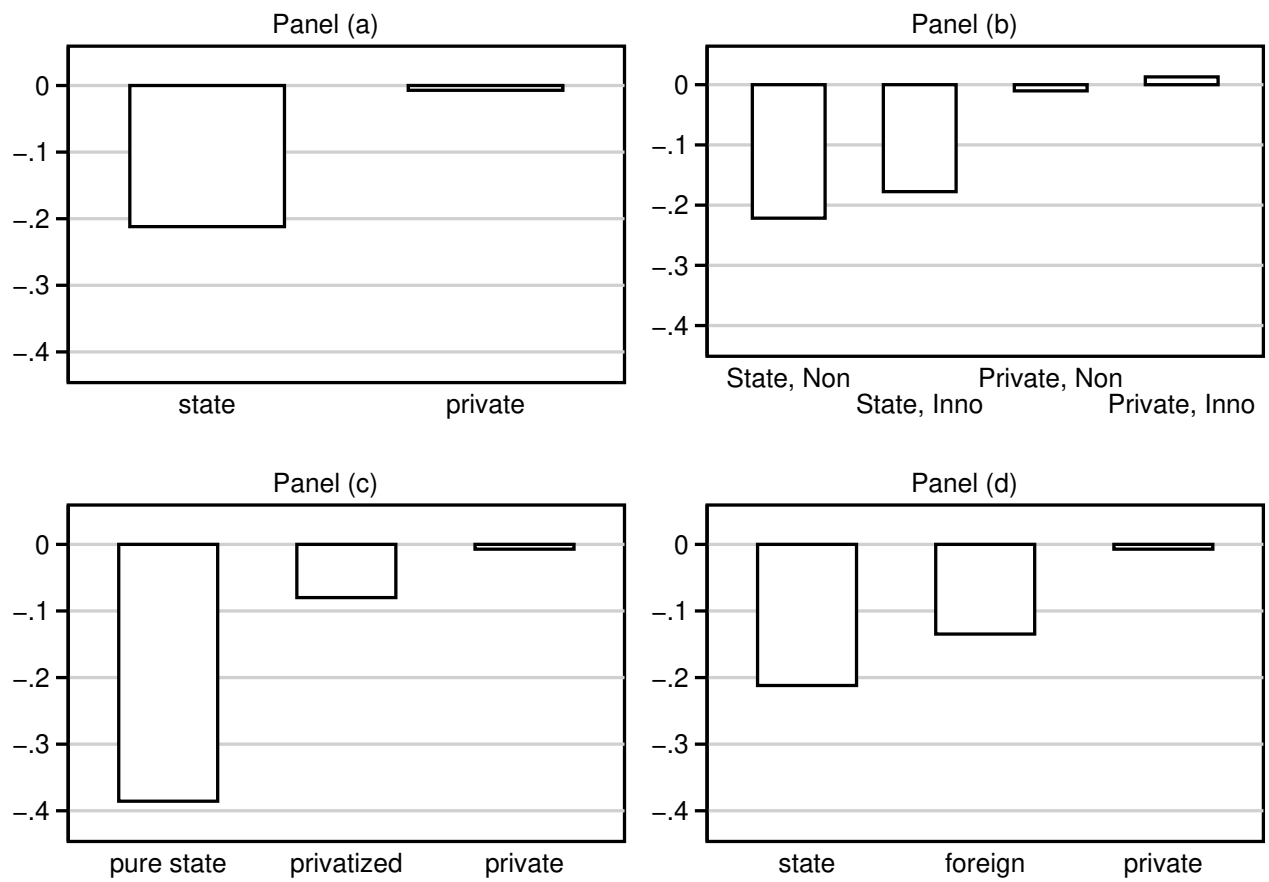 Panel (a)
0
−.1
−.2
−.3
−.4
state private
Panel (b)
0
−.1
−.2
−.3
−.4
State, Non Private, Non
State, Inno Private, Inno
Panel (c)
0
−.1
−.2
−.3
−.4
pure state privatized private
Panel (d)
0
−.1
−.2
−.3
−.4
state foreign private